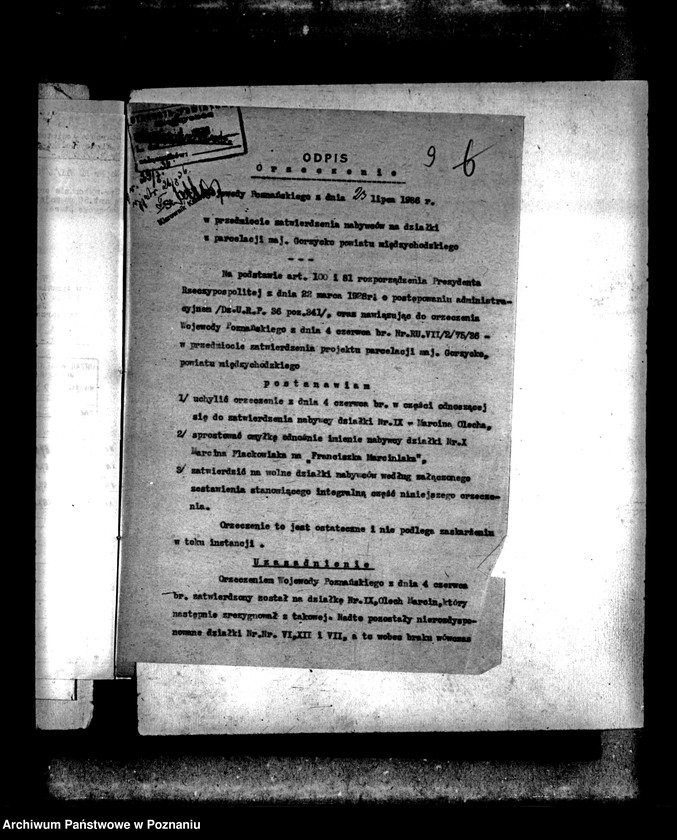 ODPIS
9 6
Orzeczenie
Wojewody Poznańskiego z dnia 23 lipca 1936 r.
w przedmiocie zatwierdzenia nabywców na działki
z parcelacji maj. Gorzycko powiatu międzychodzkiego
---
Na podstawie art. 100 i 81 rozporządzenia Prezydenta
Rzeczypospolitej z dnia 22 marca 1928r. o postępowaniu administra-
cyjnem /Dz.U.R.P. 36 poz.341/, oraz nawiązując do orzeczenia
Wojewody Poznańskiego z dnia 4 czerwca br. Nr.RU.VII/2/75/36 -
w przedmiocie zatwierdzenia projektu parcelacji maj. Gorzycko,
powiatu międzychodzkiego
postanawiam
1/ uchylić orzeczenie z dnia 4 czerwca br. w części odnoszącej
się do zatwierdzenia nabywcy działki Nr.IX - Marcina Olecha,
2/ sprostować omyłkę odnośnie imienia nabywcy działki Nr.X
Marcina Plackowiaka na "Franciszka Marciniaka",
3/ zatwierdzić na wolne działki nabywców według załączonego
zestawienia stanowiącego integralną część niniejszego orzecze-
nia.
Orzeczenie to jest ostateczne i nie podlega zaskarżeniu
w toku instancji .
Uzasadnienie
Orzeczeniem Wojewody Poznańskiego z dnia 4 czerwca
br. zatwierdzony został na działkę Nr.IX,Olech Marcin,który
następnie zrezygnował z takowej. Nadto pozostały nierozdyspo-
nowane działki Nr.Nr. VI,XII i VII, a to wobec braku wówczas
Archiwum Państwowe w Poznaniu